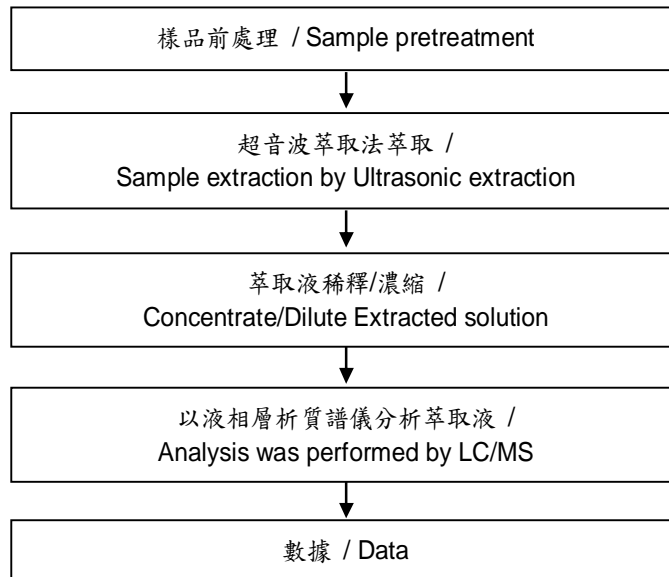 樣品前處理 / Sample pretreatment
超音波萃取法萃取 /
Sample extraction by Ultrasonic extraction
萃取液稀釋/濃縮 /
Concentrate/Dilute Extracted solution
以液相層析質譜儀分析萃取液 /
Analysis was performed by LC/MS
數據 / Data